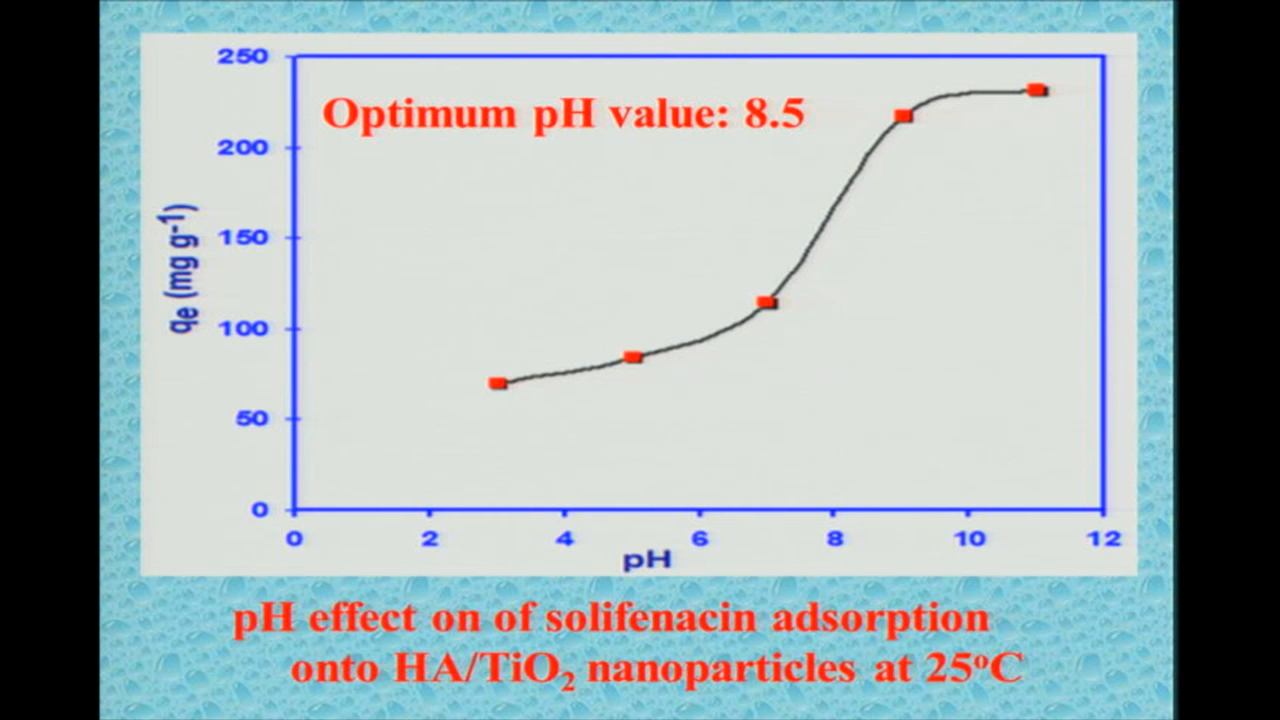 250
Optimum pH value: 8.5
200
150
100
50
0
qe (mg g-1)
0 2 4 6 8 10 12
pH
pH effect on of solifenacin adsorption
onto HA/TiO₂ nanoparticles at 25ºC